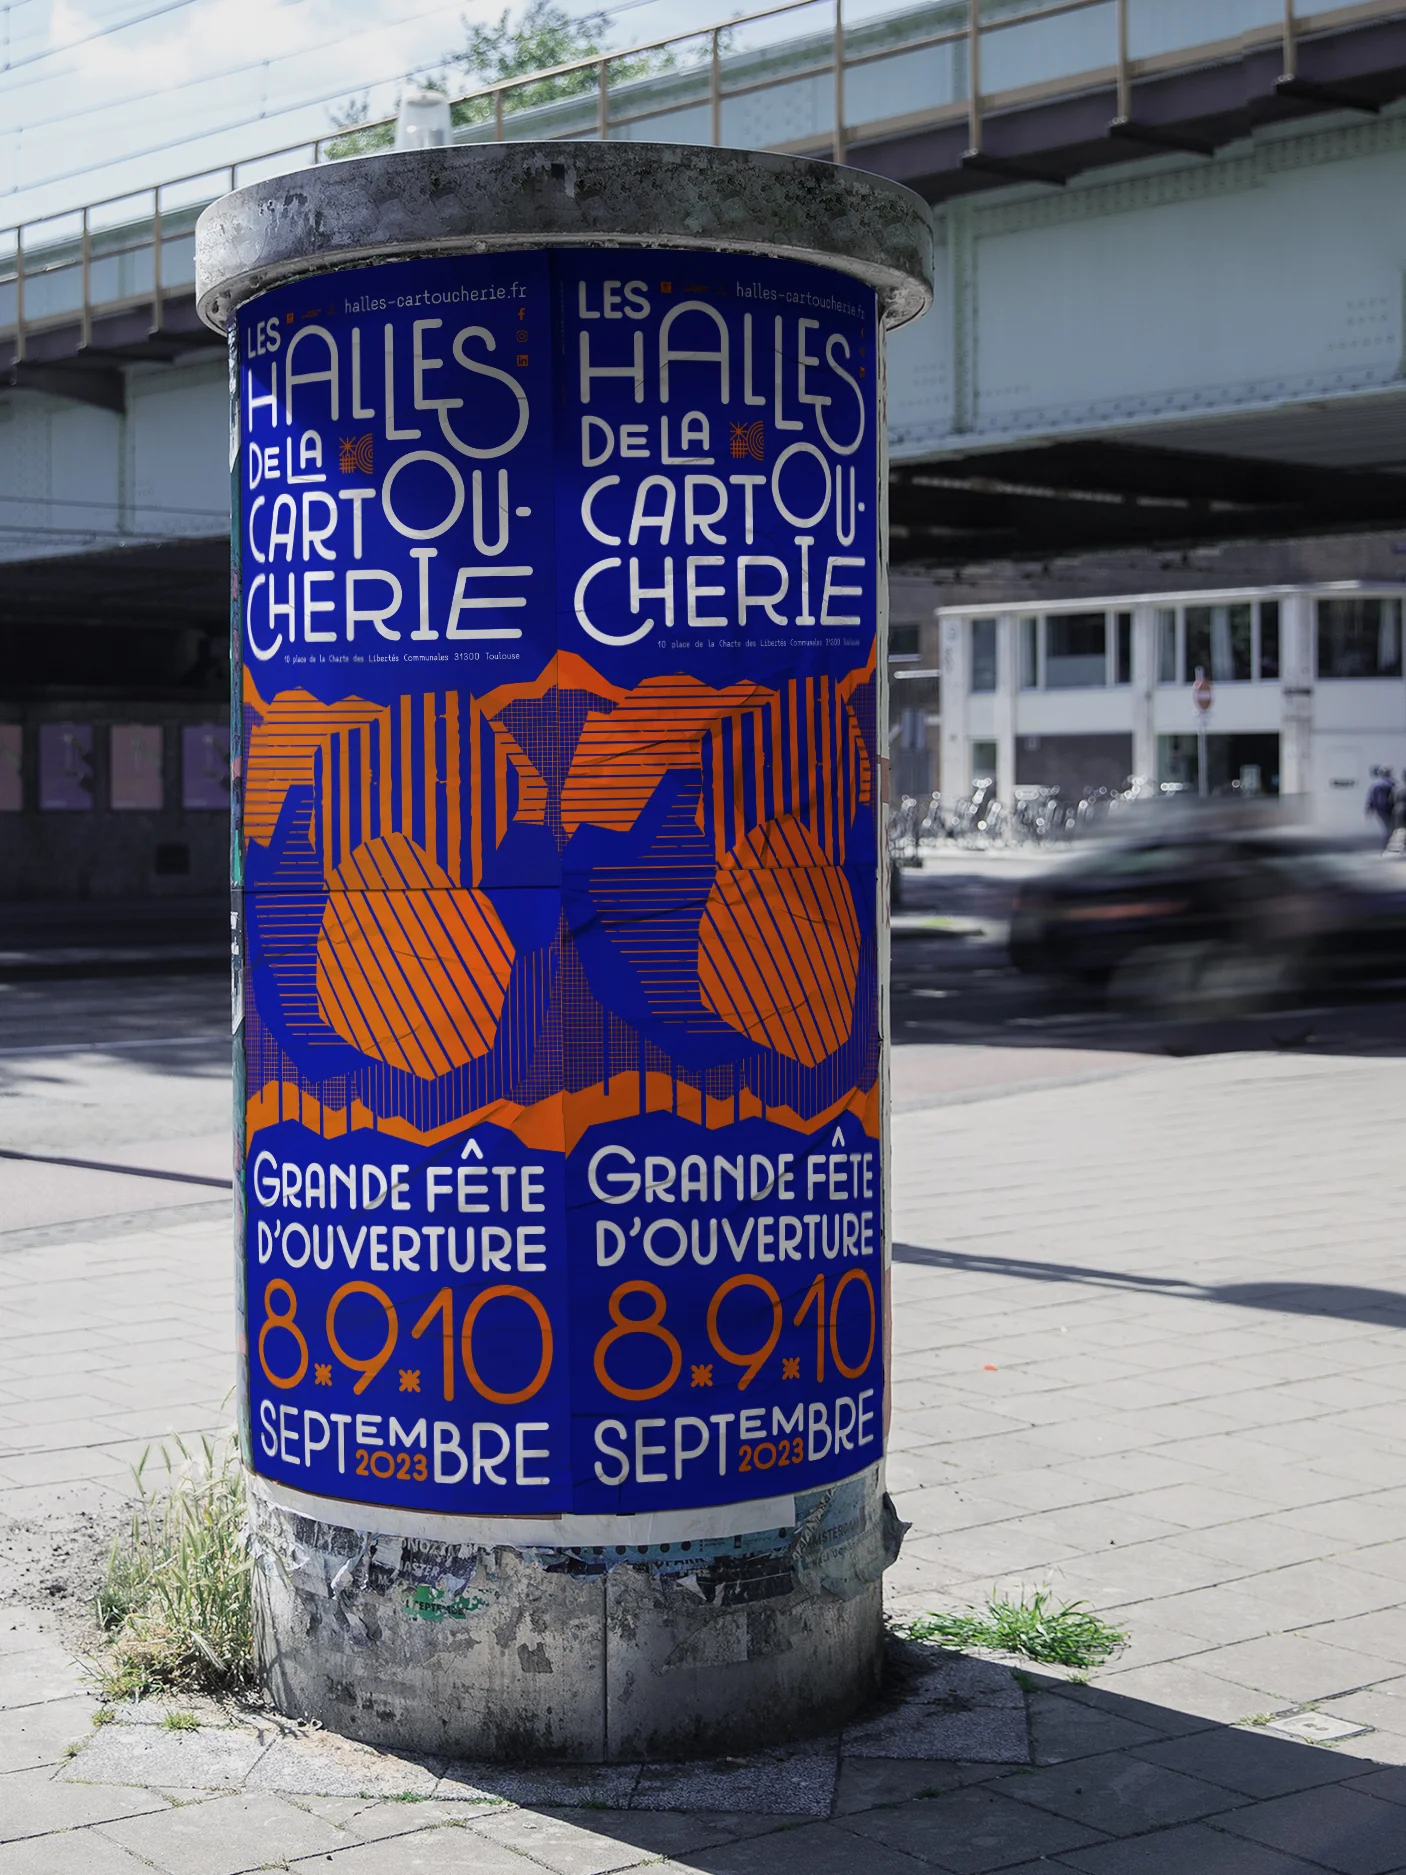 halles-cartoucherie.fr
LES
HALLES
DE LA
CARTOU-
CHERIE
10 place de la Charte des Libertés Communales 31300 Toulouse
GRANDE FÊTE
D'OUVERTURE
8.9.10
SEPTEMBRE
2023
halles-cartoucherie.fr
LES
HALLES
DE LA
CARTOU-
CHERIE
10 place de la Charte des Libertés Communales 31300 Toulouse
GRANDE FÊTE
D'OUVERTURE
8.9.10
SEPTEMBRE
2023